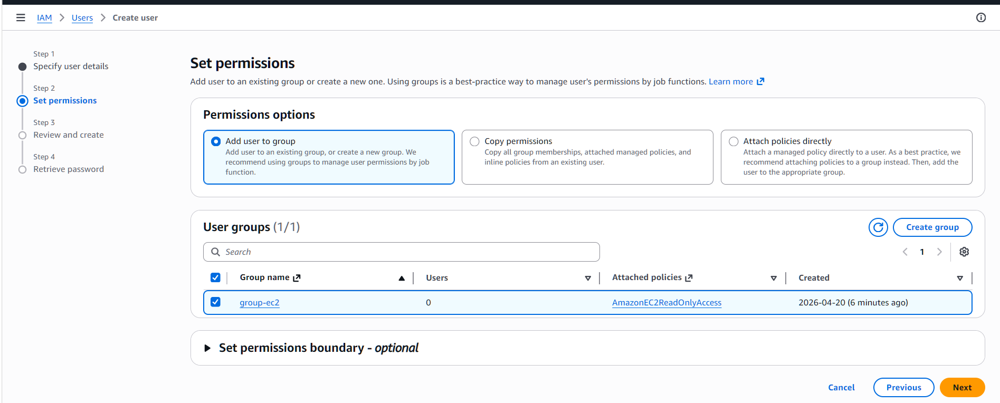 IAM > Users > Create user
Step 1
Specify user details
Step 2
Set permissions
Step 3
Review and create
Step 4
Retrieve password
Set permissions
Add user to an existing group or create a new one. Using groups is a best-practice way to manage user's permissions by job functions. Learn more
Permissions options
Add user to group
Add user to an existing group, or create a new group. We
recommend using groups to manage user permissions by job
function.
Copy permissions
Copy all group memberships, attached managed policies, and
inline policies from an existing user.
Attach policies directly
Attach a managed policy directly to a user. As a best practice, we
recommend attaching policies to a group instead. Then, add the
user to the appropriate group.
User groups (1/1)
Create group
Search
1
Group name Users Attached policies Created
group-ec2 0 AmazonEC2ReadOnlyAccess 2026-04-20 (6 minutes ago)
Set permissions boundary - optional
Cancel Previous Next